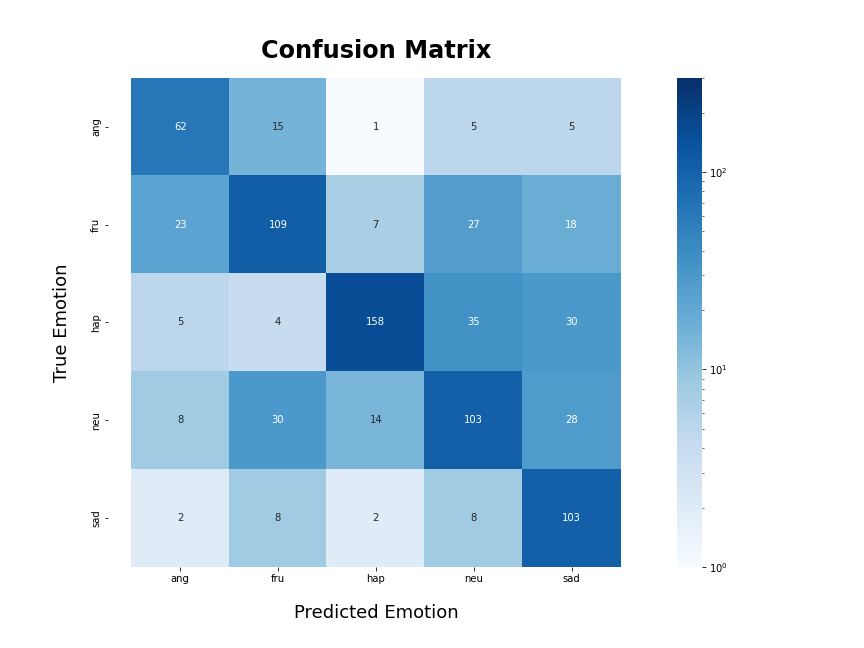 Confusion Matrix
ang 62 15 1 5 5
fru 23 109 7 27 18
hap 5 4 158 35 30
neu 8 30 14 103 28
sad 2 8 2 8 103
ang fru hap neu sad
True Emotion
Predicted Emotion
10²
10¹
10⁰